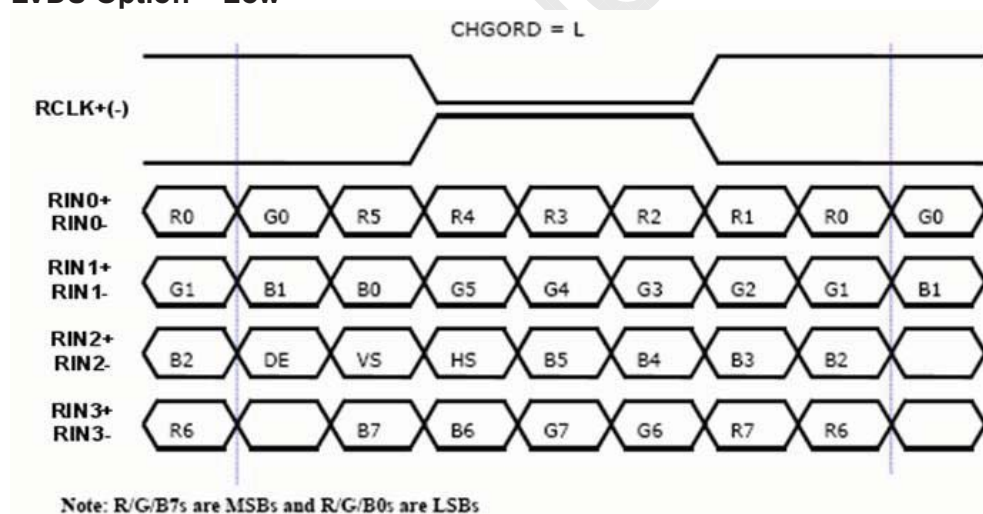 LVDS Option = Low
CHGORD = L
RCLK+(-)
RIN0+
RIN0-
R0 G0 R5 R4 R3 R2 R1 R0 G0
RIN1+
RIN1-
G1 B1 B0 G5 G4 G3 G2 G1 B1
RIN2+
RIN2-
B2 DE VS HS B5 B4 B3 B2
RIN3+
RIN3-
R6 B7 B6 G7 G6 R7 R6
Note: R/G/B7s are MSBs and R/G/B0s are LSBs